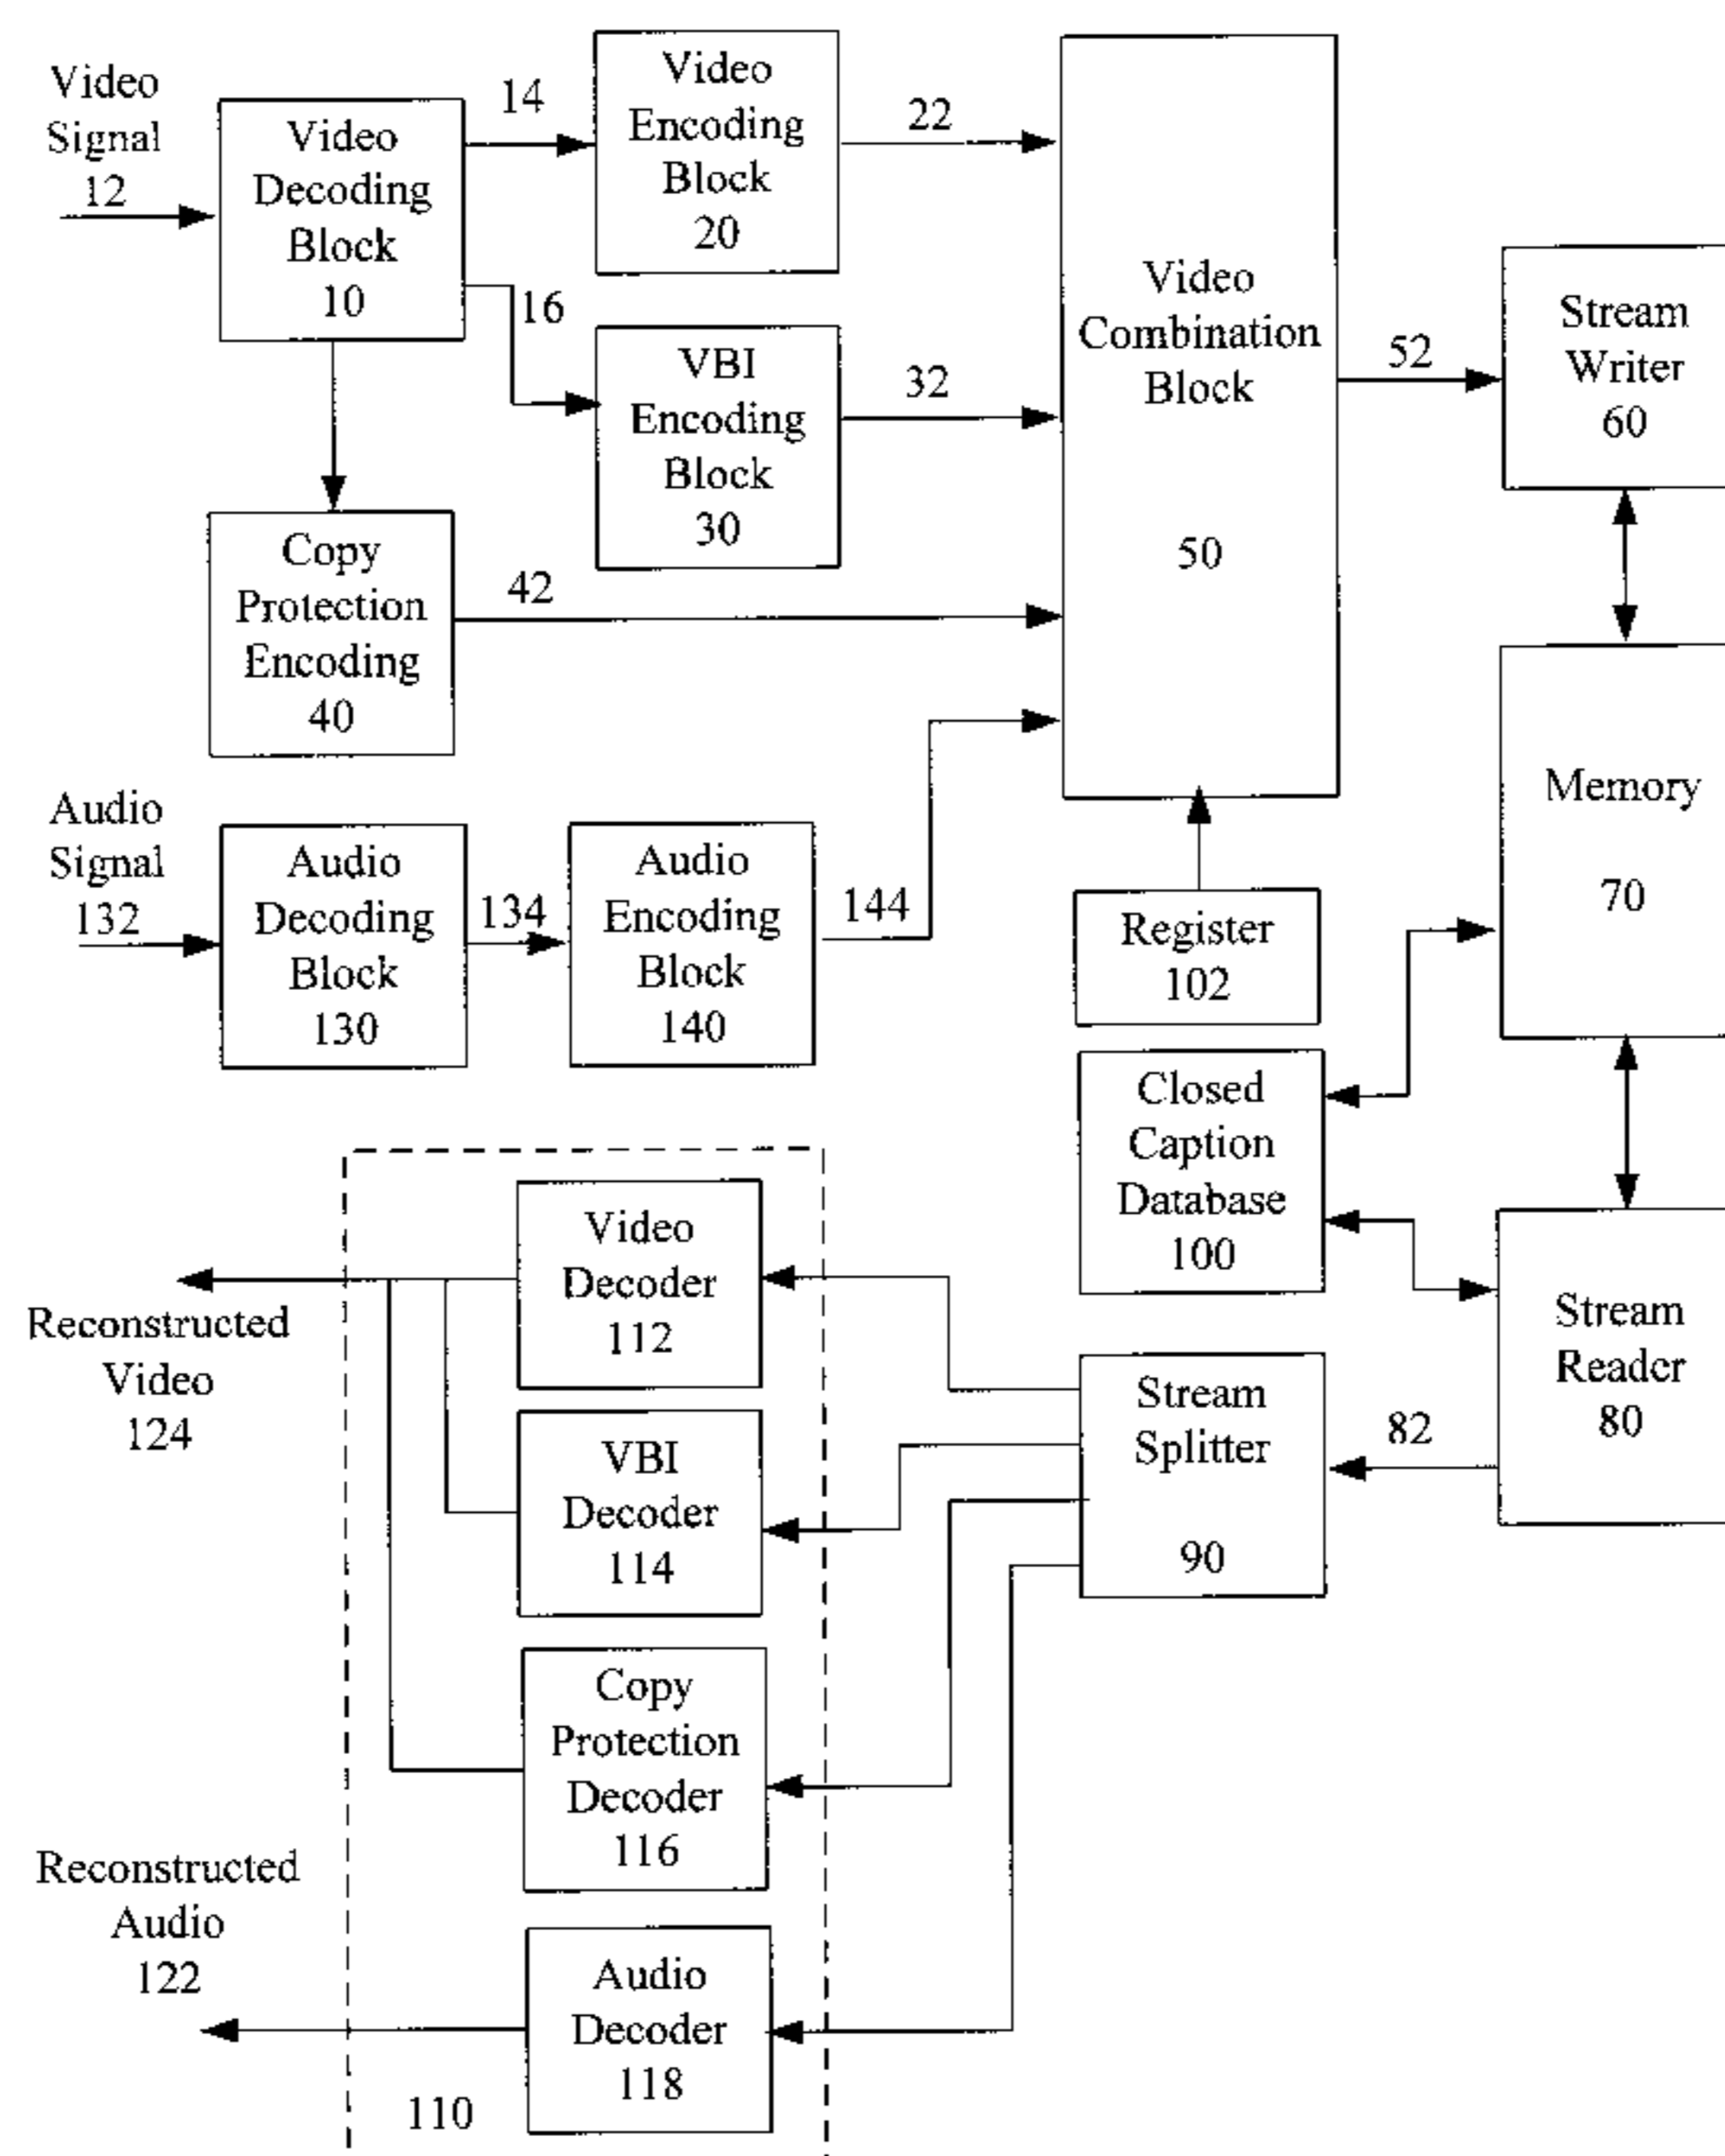 Video
Signal
12
Video
Decoding
Block
10
14
16
Video
Encoding
Block
20
22
VBI
Encoding
Block
30
32
Copy
Protection
Encoding
40
42
Video
Combination
Block
50
52
Stream
Writer
60
Memory
70
Audio
Signal
132
Audio
Decoding
Block
130
134
Audio
Encoding
Block
140
144
Register
102
Closed
Caption
Database
100
Stream
Reader
80
82
Stream
Splitter
90
Video
Decoder
112
VBI
Decoder
114
Copy
Protection
Decoder
116
Audio
Decoder
118
110
Reconstructed
Video
124
Reconstructed
Audio
122